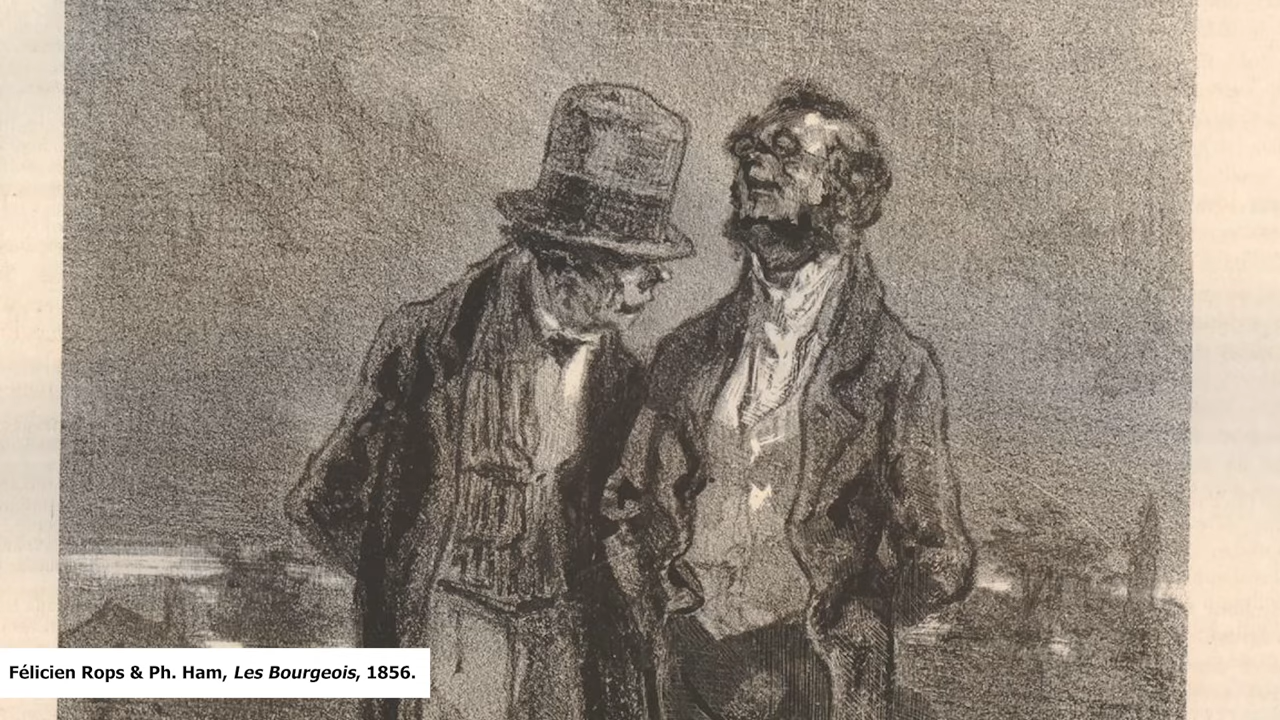 Félicien Rops & Ph. Ham, Les Bourgeois, 1856.